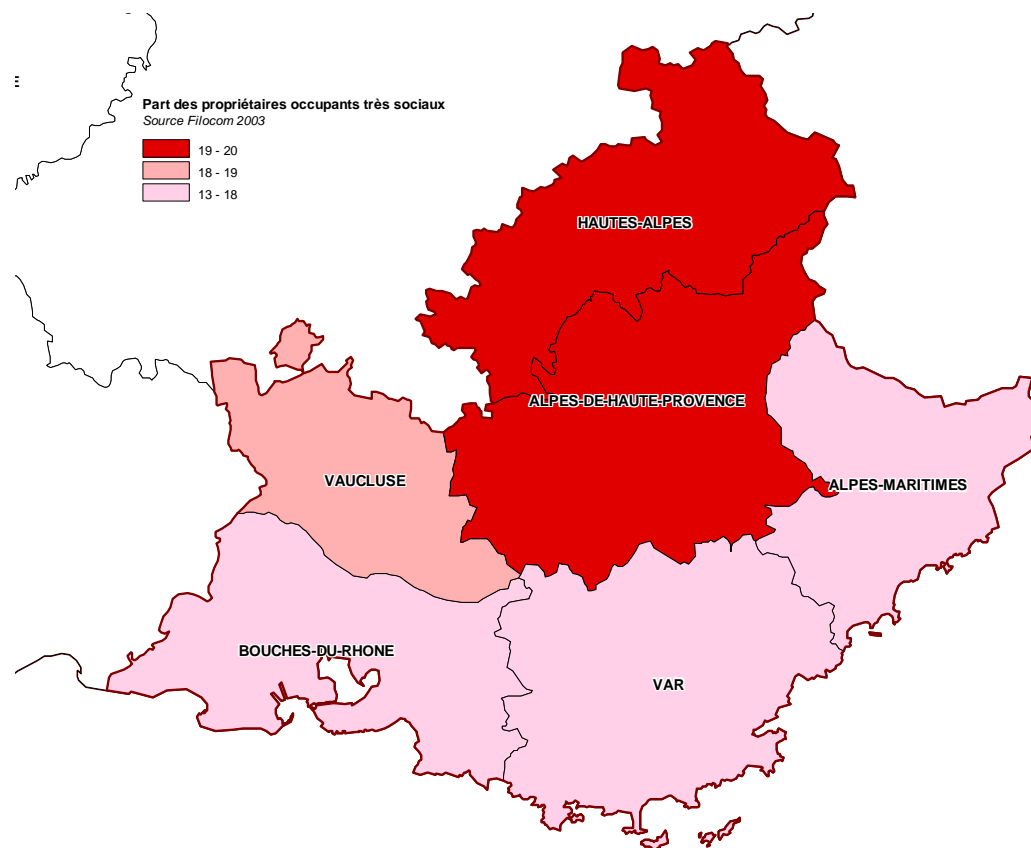 Part des propriétaires occupants très sociaux
Source Filocom 2003
19 - 20
18 - 19
13 - 18
HAUTES-ALPES
ALPES-DE-HAUTE-PROVENCE
VAUCLUSE
ALPES-MARITIMES
BOUCHES-DU-RHONE
VAR